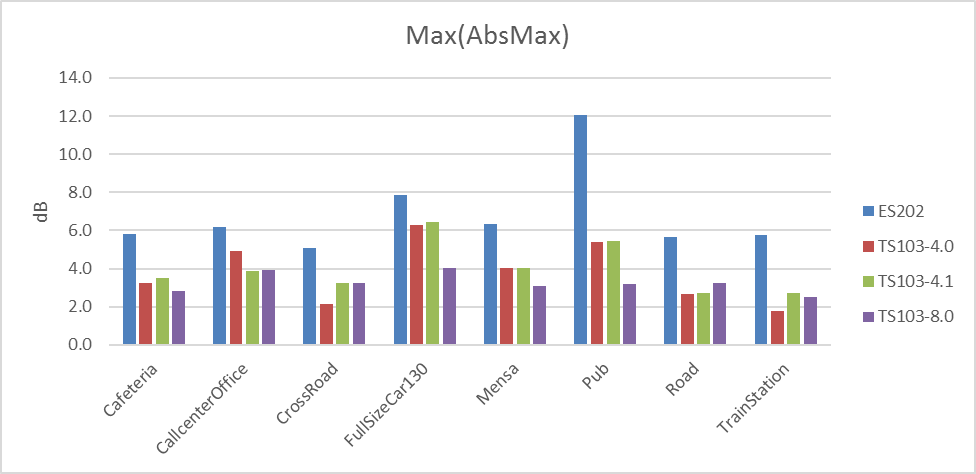 Max(AbsMax)
14.0
12.0
10.0
8.0
6.0
4.0
2.0
0.0
dB
Cafeteria
CallcenterOffice
CrossRoad
FullSizeCar130
Mensa
Pub
Road
TrainStation
ES202
TS103-4.0
TS103-4.1
TS103-8.0